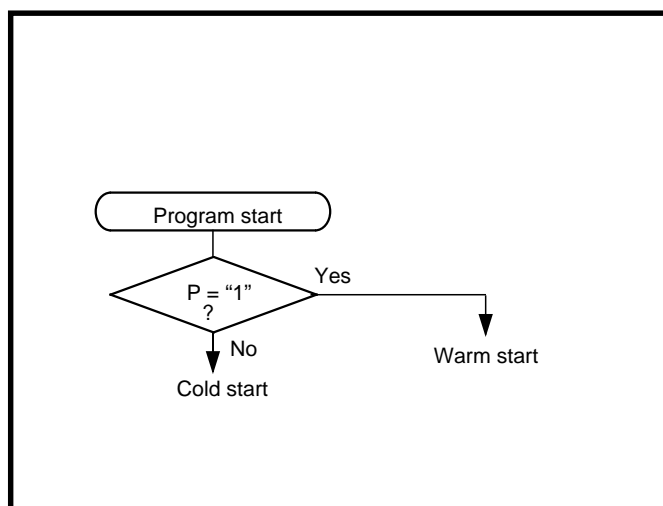 Program start
P = “1”
?
Yes
No
Warm start
Cold start